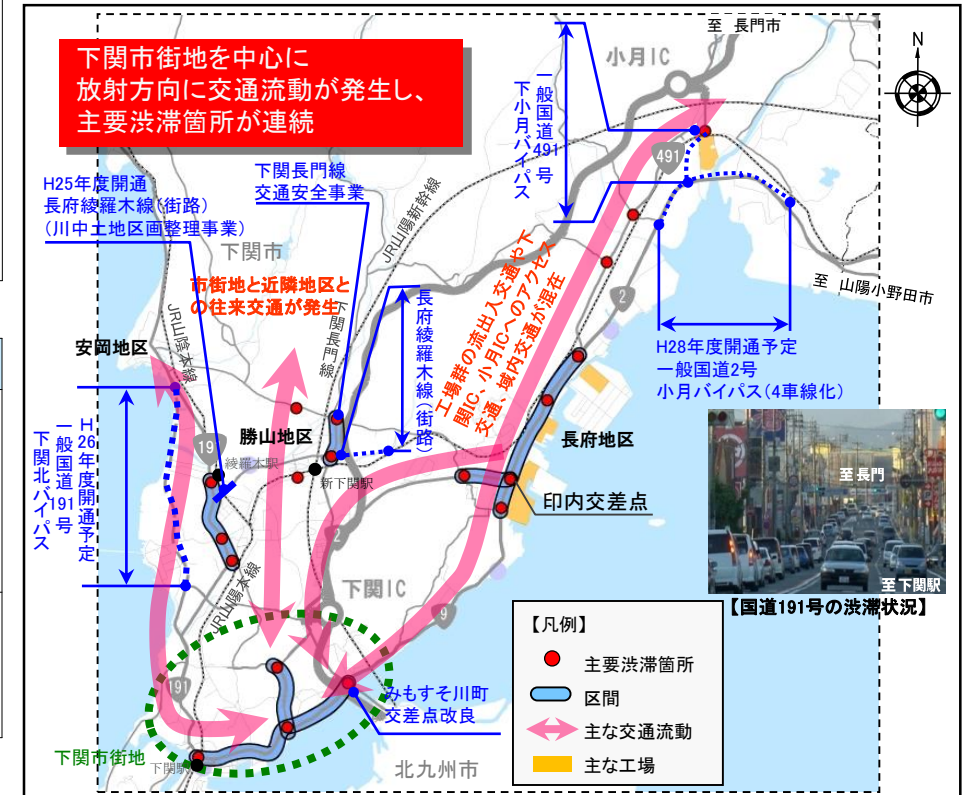 下関市街地を中心に
放射方向に交通流動が発生し、
主要渋滞箇所が連続
至 長門市
小月IC
N
一般国道491号
下小月バイパス
491
H25年度開通
長府綾羅木線(街路)
(川中土地区画整理事業)
下関長門線
交通安全事業
JR山陽新幹線
下関市
市街地と近隣地区と
の往来交通が発生
下関長門線
JR山陰本線
安岡地区
長府綾羅木線(街路)
工場群の流出入交通や下
関IC、小月ICへのアクセス
交通、域内交通が混在
2
至 山陽小野田市
H28年度開通予定
一般国道2号
小月バイパス(4車線化)
H26年度開通予定
一般国道191号
下関北バイパス
19
綾羅木駅
勝山地区
新下関駅
長府地区
印内交差点
至長門
至下関駅
【国道191号の渋滞状況】
2
JR山陽本線
下関IC
9
191
みもすそ川町
交差点改良
下関市街地
下関駅
北九州市
【凡例】
主要渋滞箇所
区間
主な交通流動
主な工場